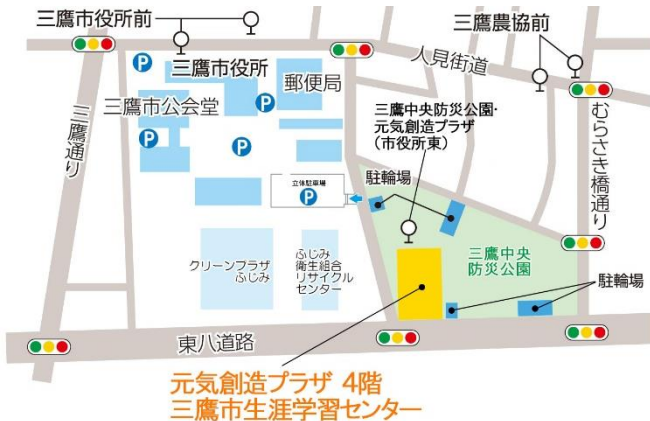 三鷹市役所前
三鷹農協前
人見街道
三鷹市役所
郵便局
P
P
三鷹市公会堂
P
P
三鷹通り
三鷹中央防災公園・
元気創造プラザ
(市役所東)
むらさき橋通り
立体駐車場
P
駐輪場
三鷹中央
防災公園
クリーンプラザ
ふじみ
ふじみ
衛生組合
リサイクル
センター
駐輪場
東八道路
元気創造プラザ 4階
三鷹市生涯学習センター